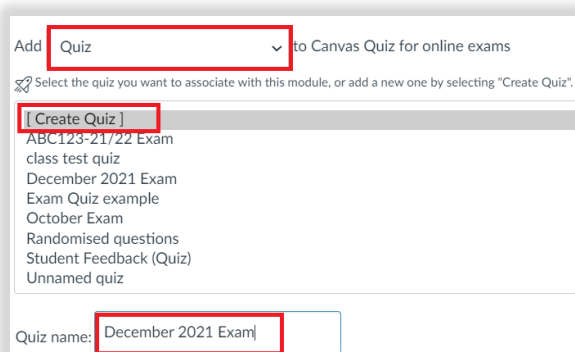 Add Quiz to Canvas Quiz for online exams
Select the quiz you want to associate with this module, or add a new one by selecting "Create Quiz".
[ Create Quiz ]
ABC123-21/22 Exam
class test quiz
December 2021 Exam
Exam Quiz example
October Exam
Randomised questions
Student Feedback (Quiz)
Unnamed quiz
Quiz name: December 2021 Exam